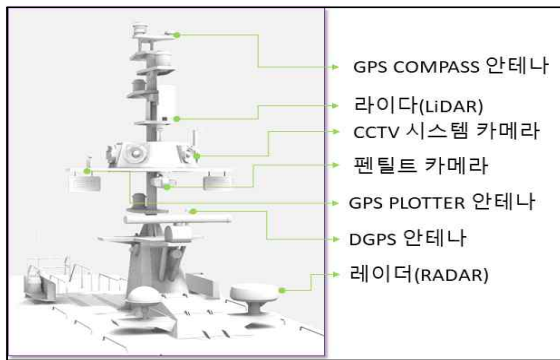 GPS COMPASS 안테나
라이다(LiDAR)
CCTV 시스템 카메라
펜틸트 카메라
GPS PLOTTER 안테나
DGPS 안테나
레이더(RADAR)